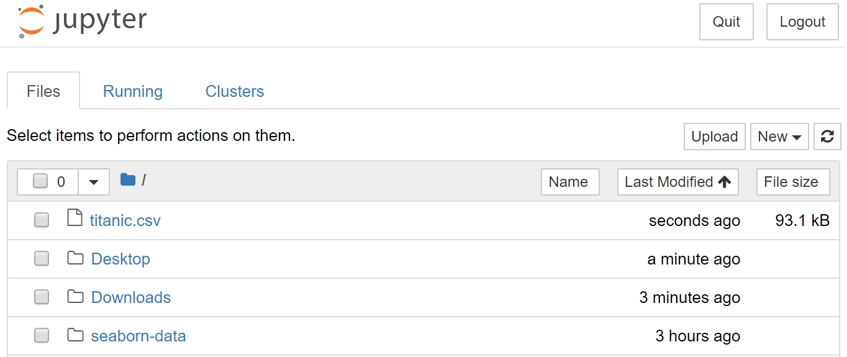 jupyter Quit Logout
Files Running Clusters
Select items to perform actions on them. Upload New
0 / Name Last Modified File size
titanic.csv seconds ago 93.1 kB
Desktop a minute ago
Downloads 3 minutes ago
seaborn-data 3 hours ago